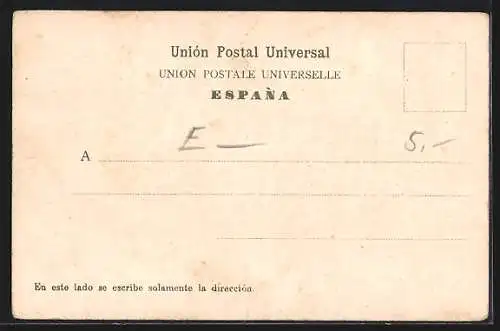 Unión Postal Universal
UNION POSTALE UNIVERSELLE
ESPAÑA
E — 5.-
A
En este lado se escribe solamente la dirección.